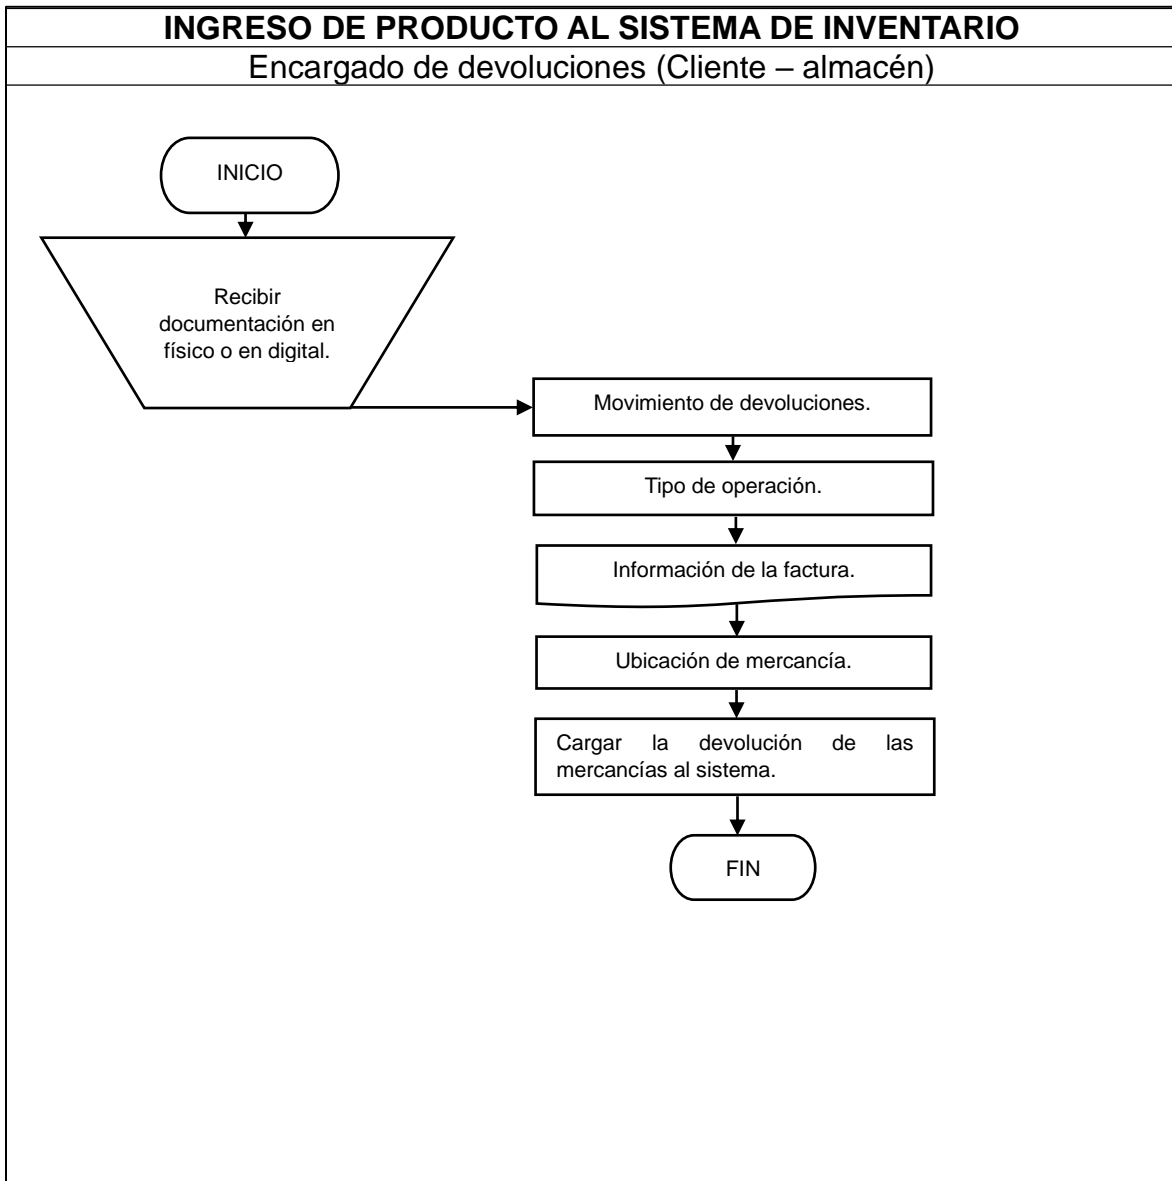 INGRESO DE PRODUCTO AL SISTEMA DE INVENTARIO
Encargado de devoluciones (Cliente – almacén)
INICIO
Recibir
documentación en
físico o en digital.
Movimiento de devoluciones.
Tipo de operación.
Información de la factura.
Ubicación de mercancía.
Cargar la devolución de las
mercancías al sistema.
FIN